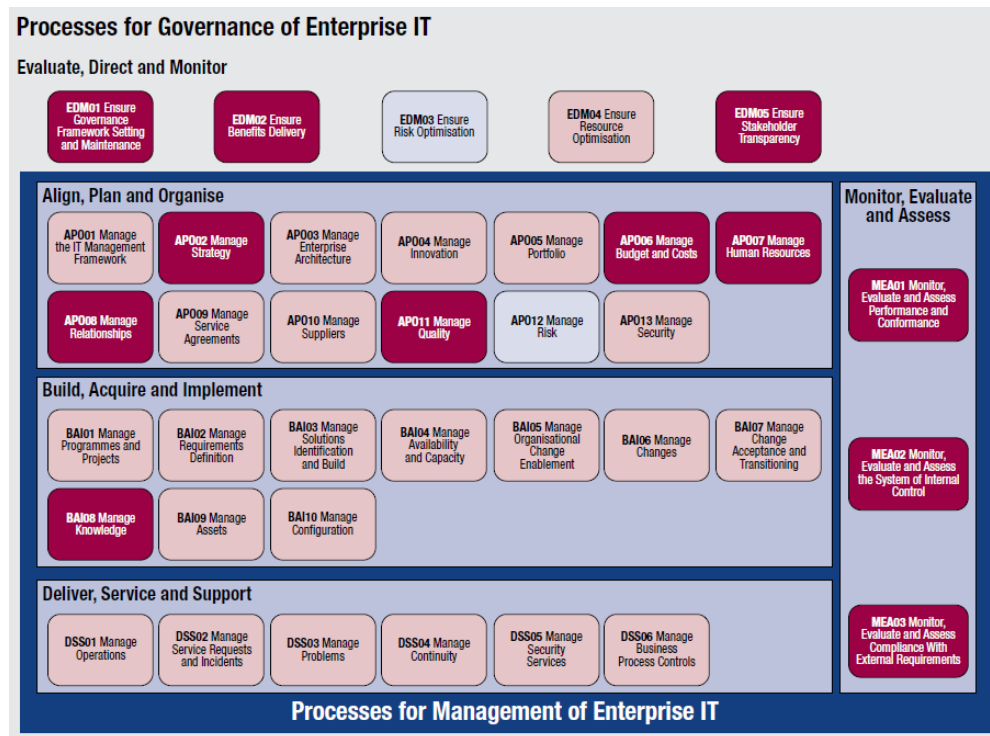 Processes for Governance of Enterprise IT
Evaluate, Direct and Monitor
EDM01 Ensure
Governance
Framework Setting
and Maintenance
EDM02 Ensure
Benefits Delivery
EDM03 Ensure
Risk Optimisation
EDM04 Ensure
Resource
Optimisation
EDM05 Ensure
Stakeholder
Transparency
Align, Plan and Organise
APO01 Manage
the IT Management
Framework
APO02 Manage
Strategy
APO03 Manage
Enterprise
Architecture
APO04 Manage
Innovation
APO05 Manage
Portfolio
APO06 Manage
Budget and Costs
APO07 Manage
Human Resources
APO08 Manage
Relationships
APO09 Manage
Service
Agreements
APO10 Manage
Suppliers
APO11 Manage
Quality
APO12 Manage
Risk
APO13 Manage
Security
Build, Acquire and Implement
BAI01 Manage
Programmes and
Projects
BAI02 Manage
Requirements
Definition
BAI03 Manage
Solutions
Identification
and Build
BAI04 Manage
Availability
and Capacity
BAI05 Manage
Organisational
Change
Enablement
BAI06 Manage
Changes
BAI07 Manage
Change
Acceptance and
Transitioning
BAI08 Manage
Knowledge
BAI09 Manage
Assets
BAI10 Manage
Configuration
Deliver, Service and Support
DSS01 Manage
Operations
DSS02 Manage
Service Requests
and Incidents
DSS03 Manage
Problems
DSS04 Manage
Continuity
DSS05 Manage
Security
Services
DSS06 Manage
Business
Process Controls
Monitor, Evaluate
and Assess
MEA01 Monitor,
Evaluate and Assess
Performance and
Conformance
MEA02 Monitor,
Evaluate and Assess
the System of Internal
Control
MEA03 Monitor,
Evaluate and Assess
Compliance With
External Requirements
Processes for Management of Enterprise IT